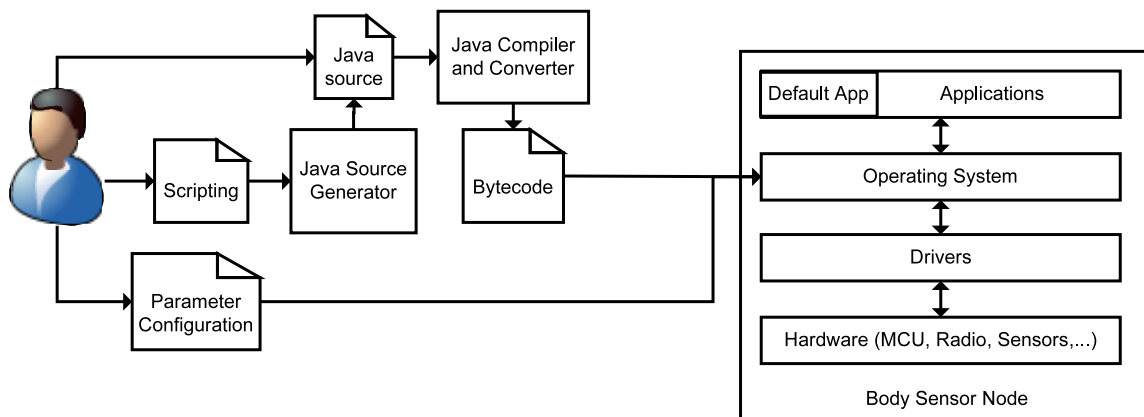 Java
source
Java Compiler
and Converter
Default App
Applications
Scripting
Java Source
Generator
Bytecode
Operating System
Drivers
Parameter
Configuration
Hardware (MCU, Radio, Sensors,...)
Body Sensor Node